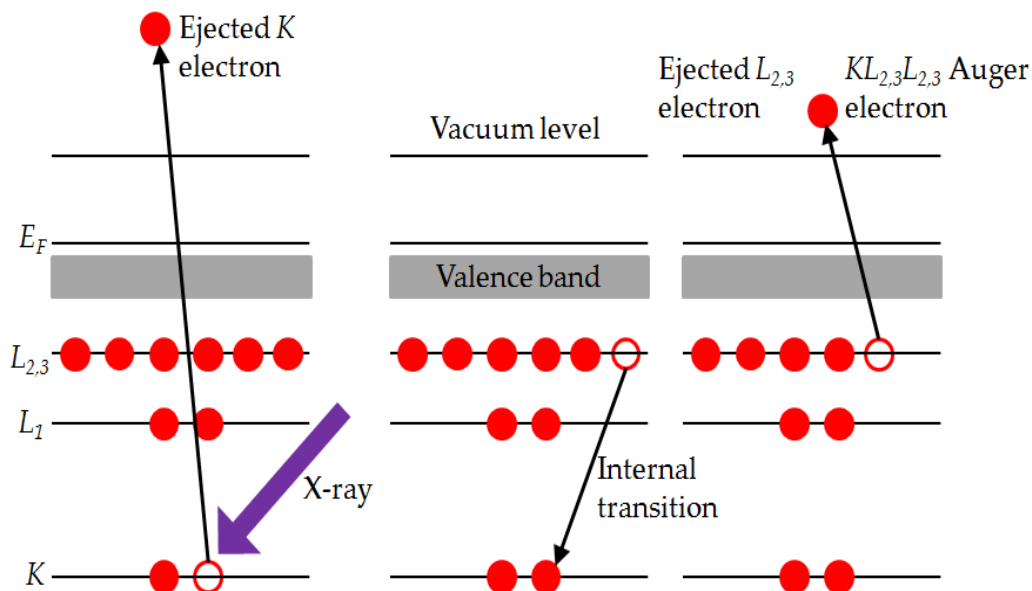 Ejected K
electron
Ejected L2,3
electron
KL2,3L2,3 Auger
electron
Vacuum level
EF
Valence band
L2,3
L1
X-ray
Internal
transition
K